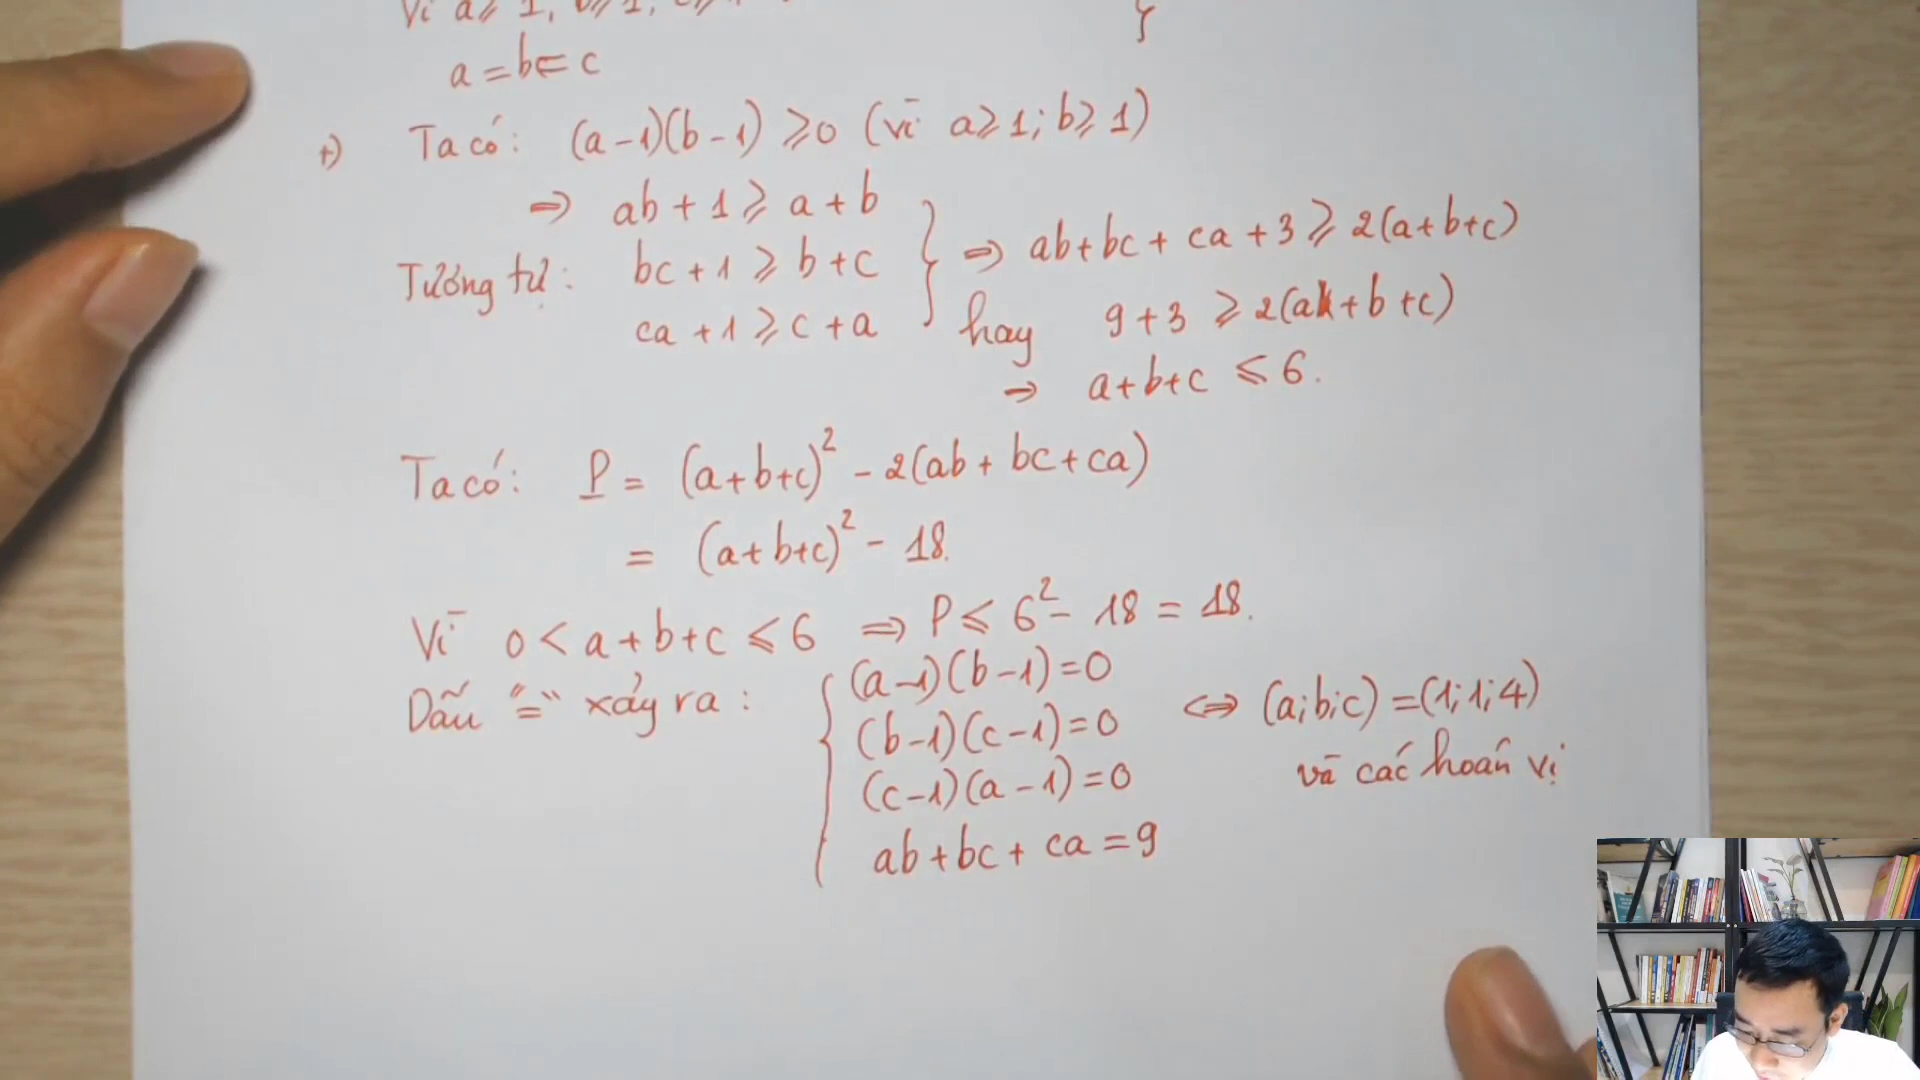 Vì a ⩾ 1, b ⩾ 1, c ⩾
a = b = c
+) Ta có: (a-1)(b-1) ⩾ 0 (vì a ⩾ 1; b ⩾ 1)
⇒ ab + 1 ⩾ a + b
Tương tự: bc + 1 ⩾ b + c
ca + 1 ⩾ c + a
⇒ ab + bc + ca + 3 ⩾ 2(a+b+c)
hay 9 + 3 ⩾ 2(a + b + c)
⇒ a + b + c ⩽ 6.
Ta có: P = (a+b+c)² - 2(ab + bc + ca)
= (a+b+c)² - 18.
Vì 0 < a + b + c ⩽ 6 ⇒ P ⩽ 6² - 18 = 18.
Dấu "=" xảy ra: (a-1)(b-1) = 0
(b-1)(c-1) = 0
(c-1)(a-1) = 0
ab + bc + ca = 9
⇔ (a;b;c) = (1;1;4)
và các hoán vị